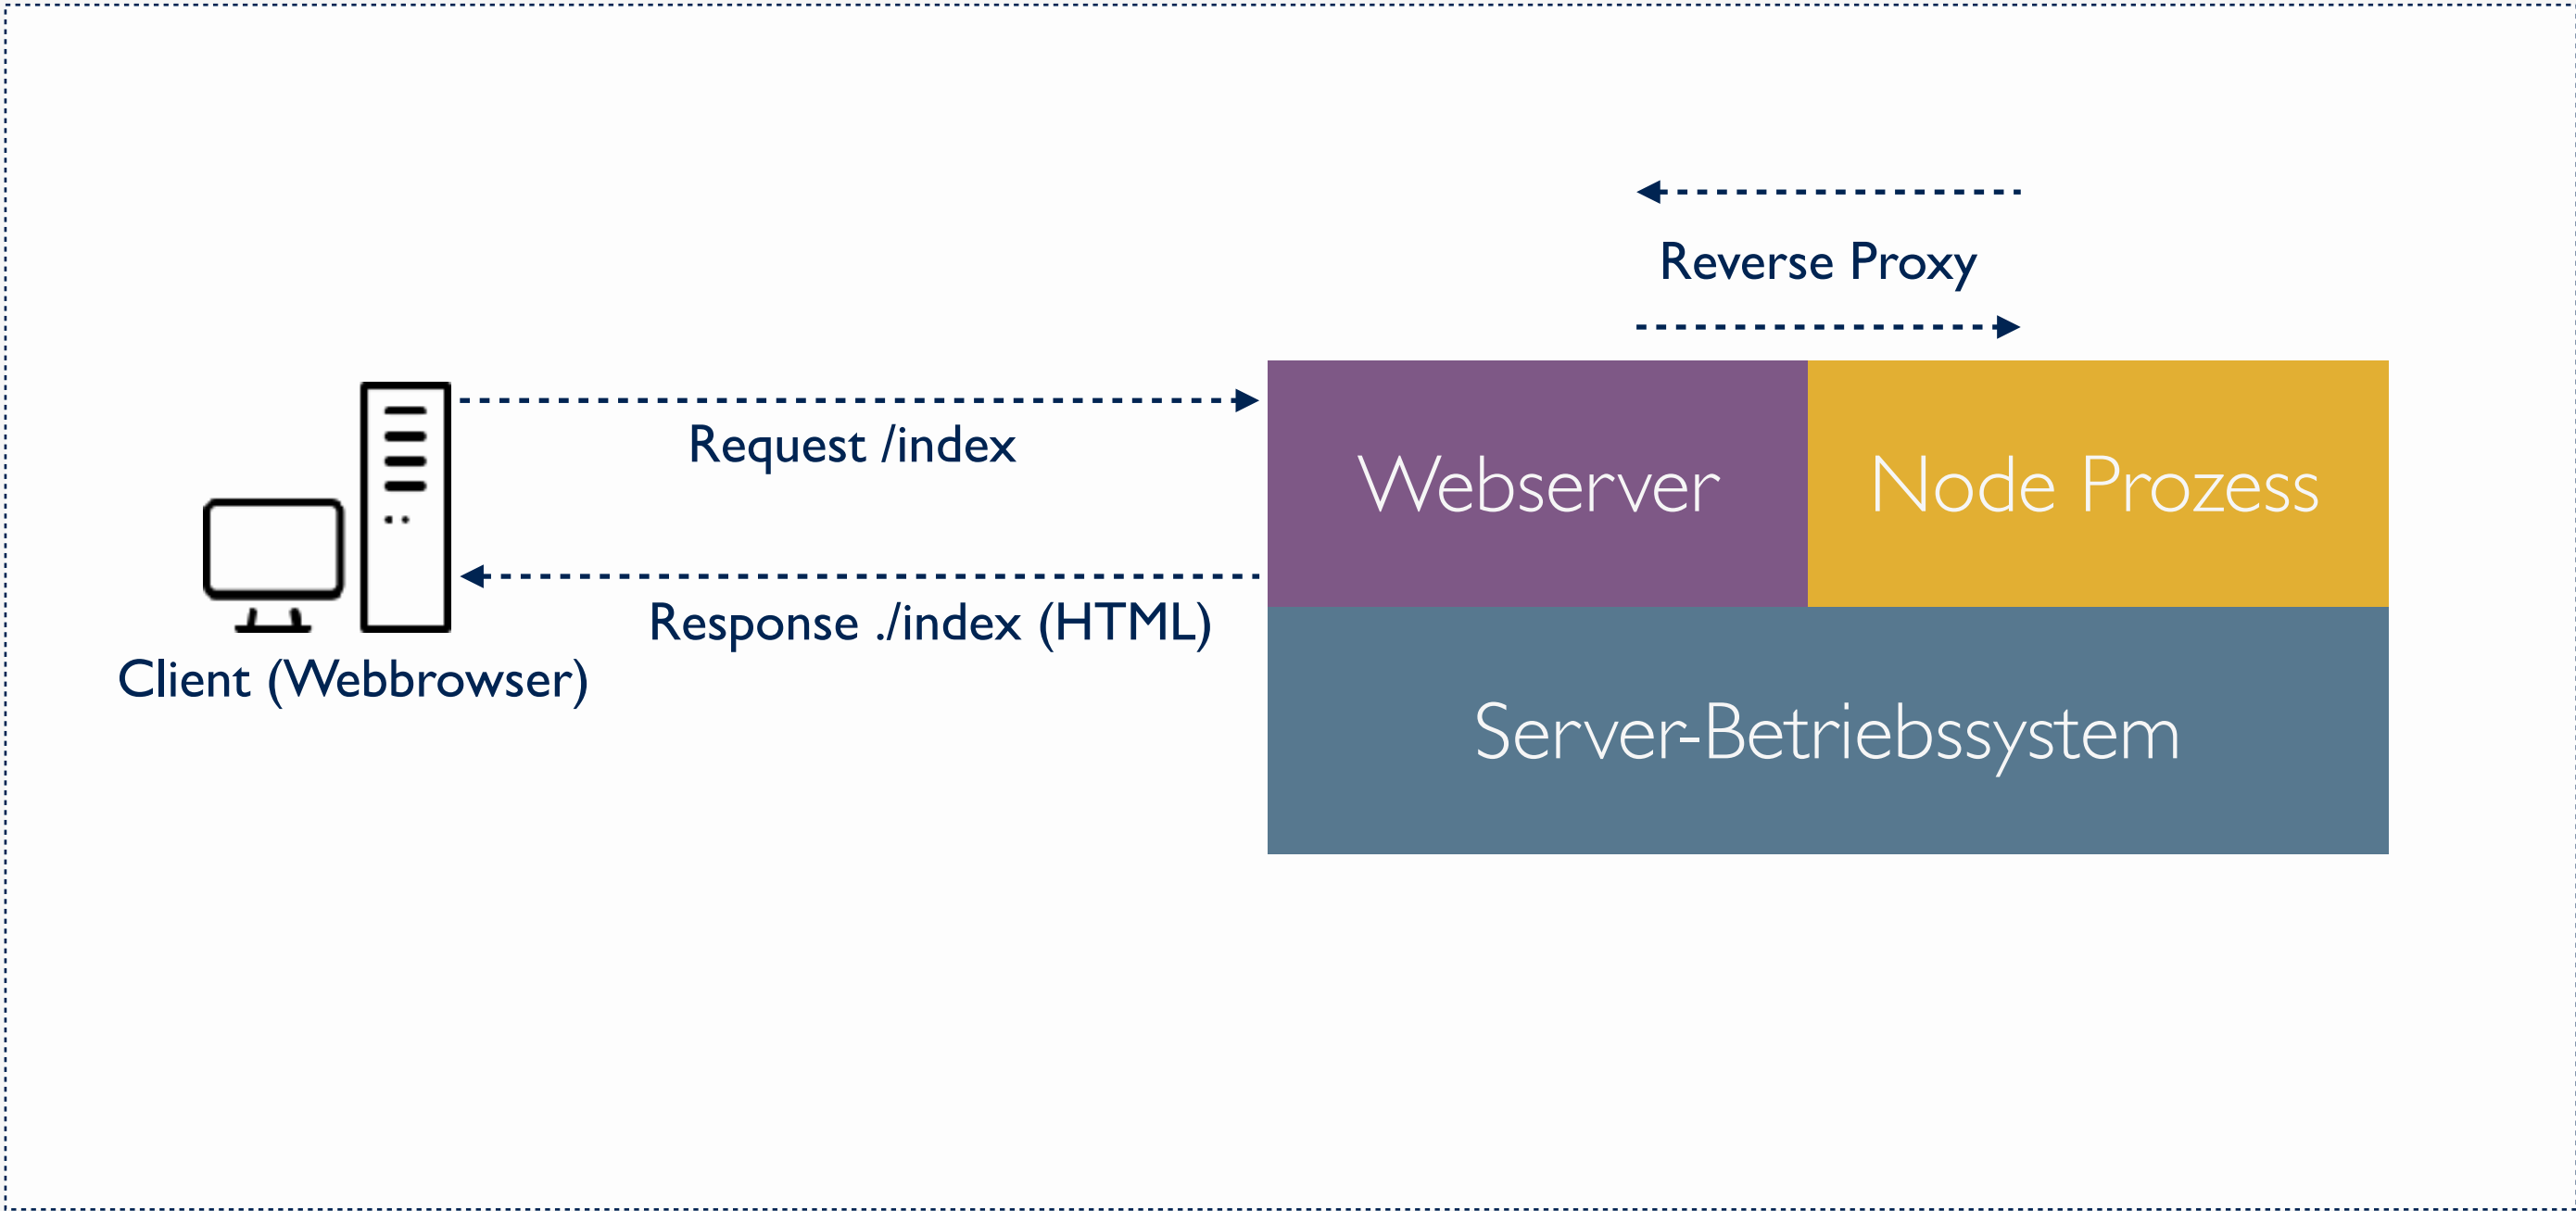 Reverse Proxy
Request /index
Response ./index (HTML)
Client (Webbrowser)
Webserver
Node Prozess
Server-Betriebssystem